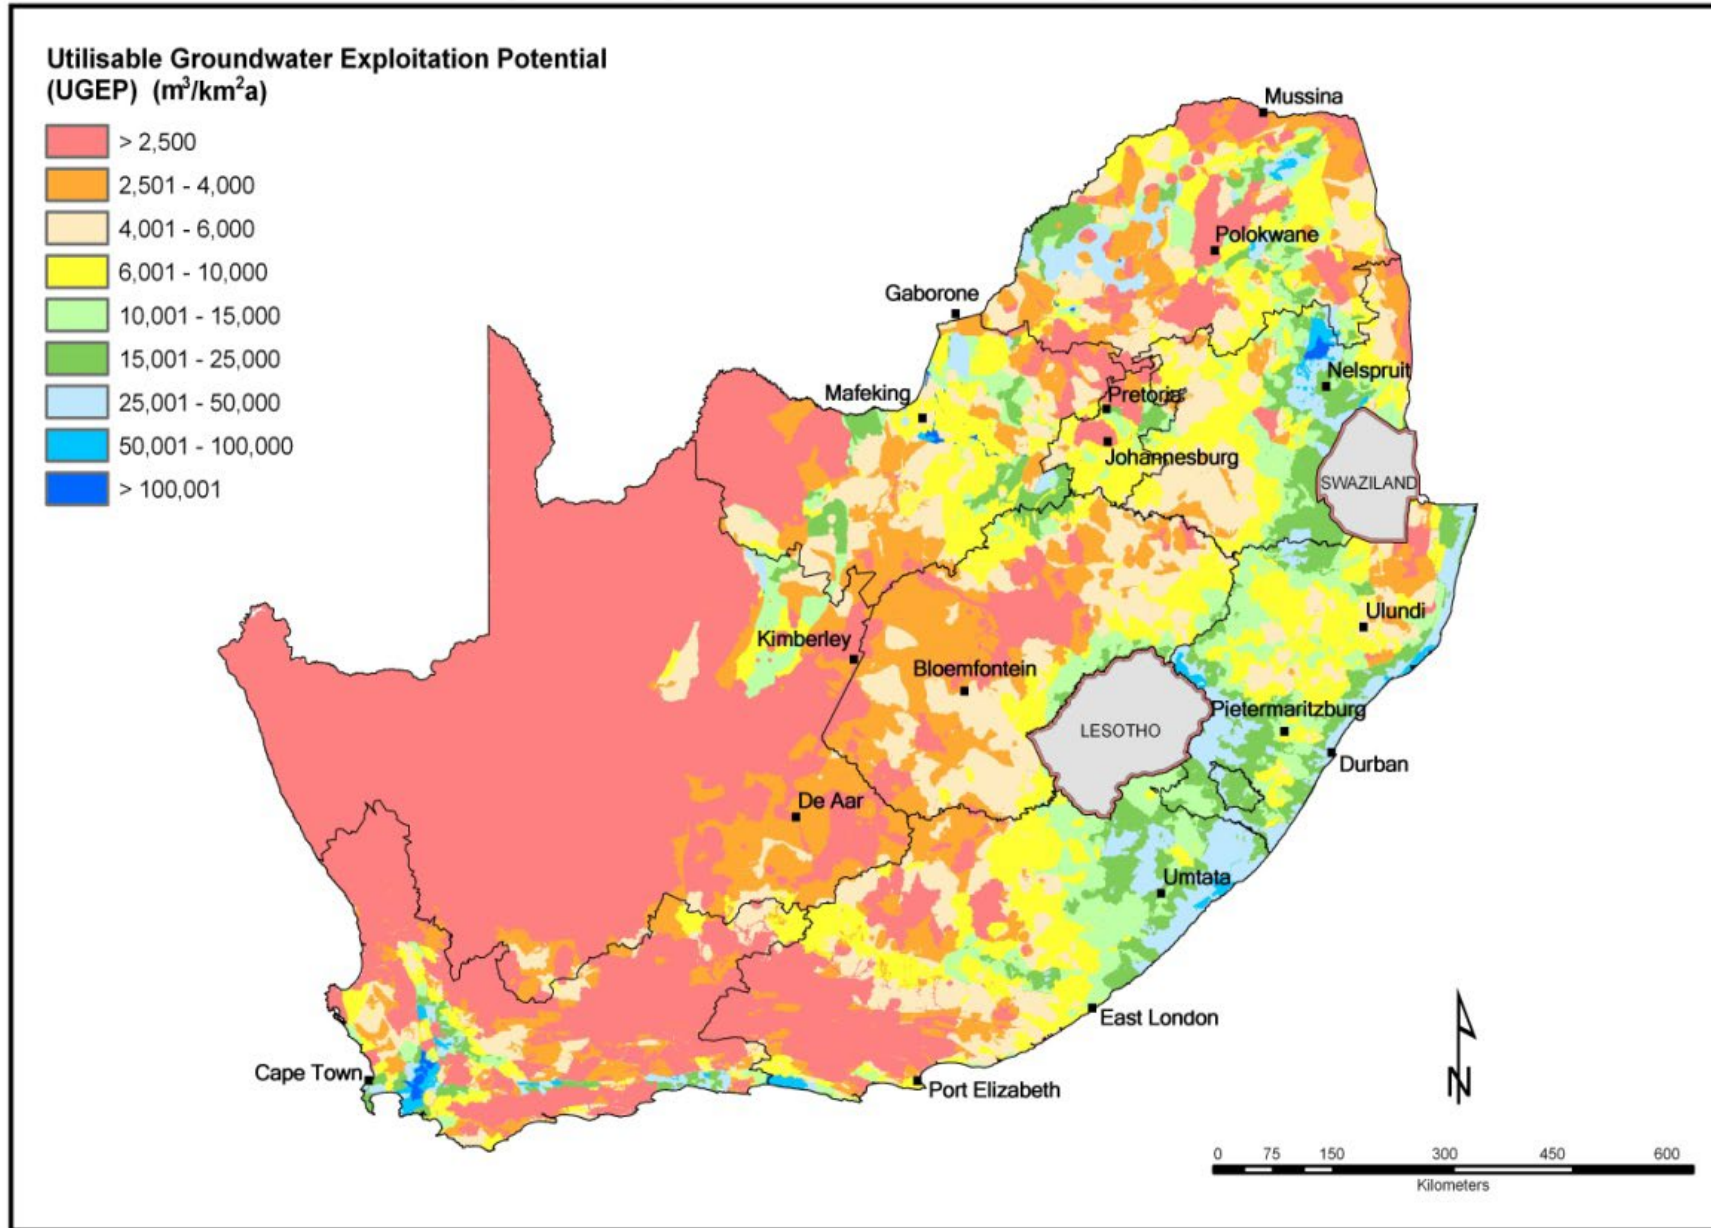 Utilisable Groundwater Exploitation Potential
(UGEP) (m³/km²a)
> 2,500
2,501 - 4,000
4,001 - 6,000
6,001 - 10,000
10,001 - 15,000
15,001 - 25,000
25,001 - 50,000
50,001 - 100,000
> 100,001
Mussina
Polokwane
Gaborone
Nelspruit
Mafeking
Pretoria
Johannesburg
SWAZILAND
Ulundi
Kimberley
Bloemfontein
Pietermaritzburg
LESOTHO
Durban
De Aar
Umtata
East London
Cape Town
Port Elizabeth
N
0 75 150 300 450 600
Kilometers